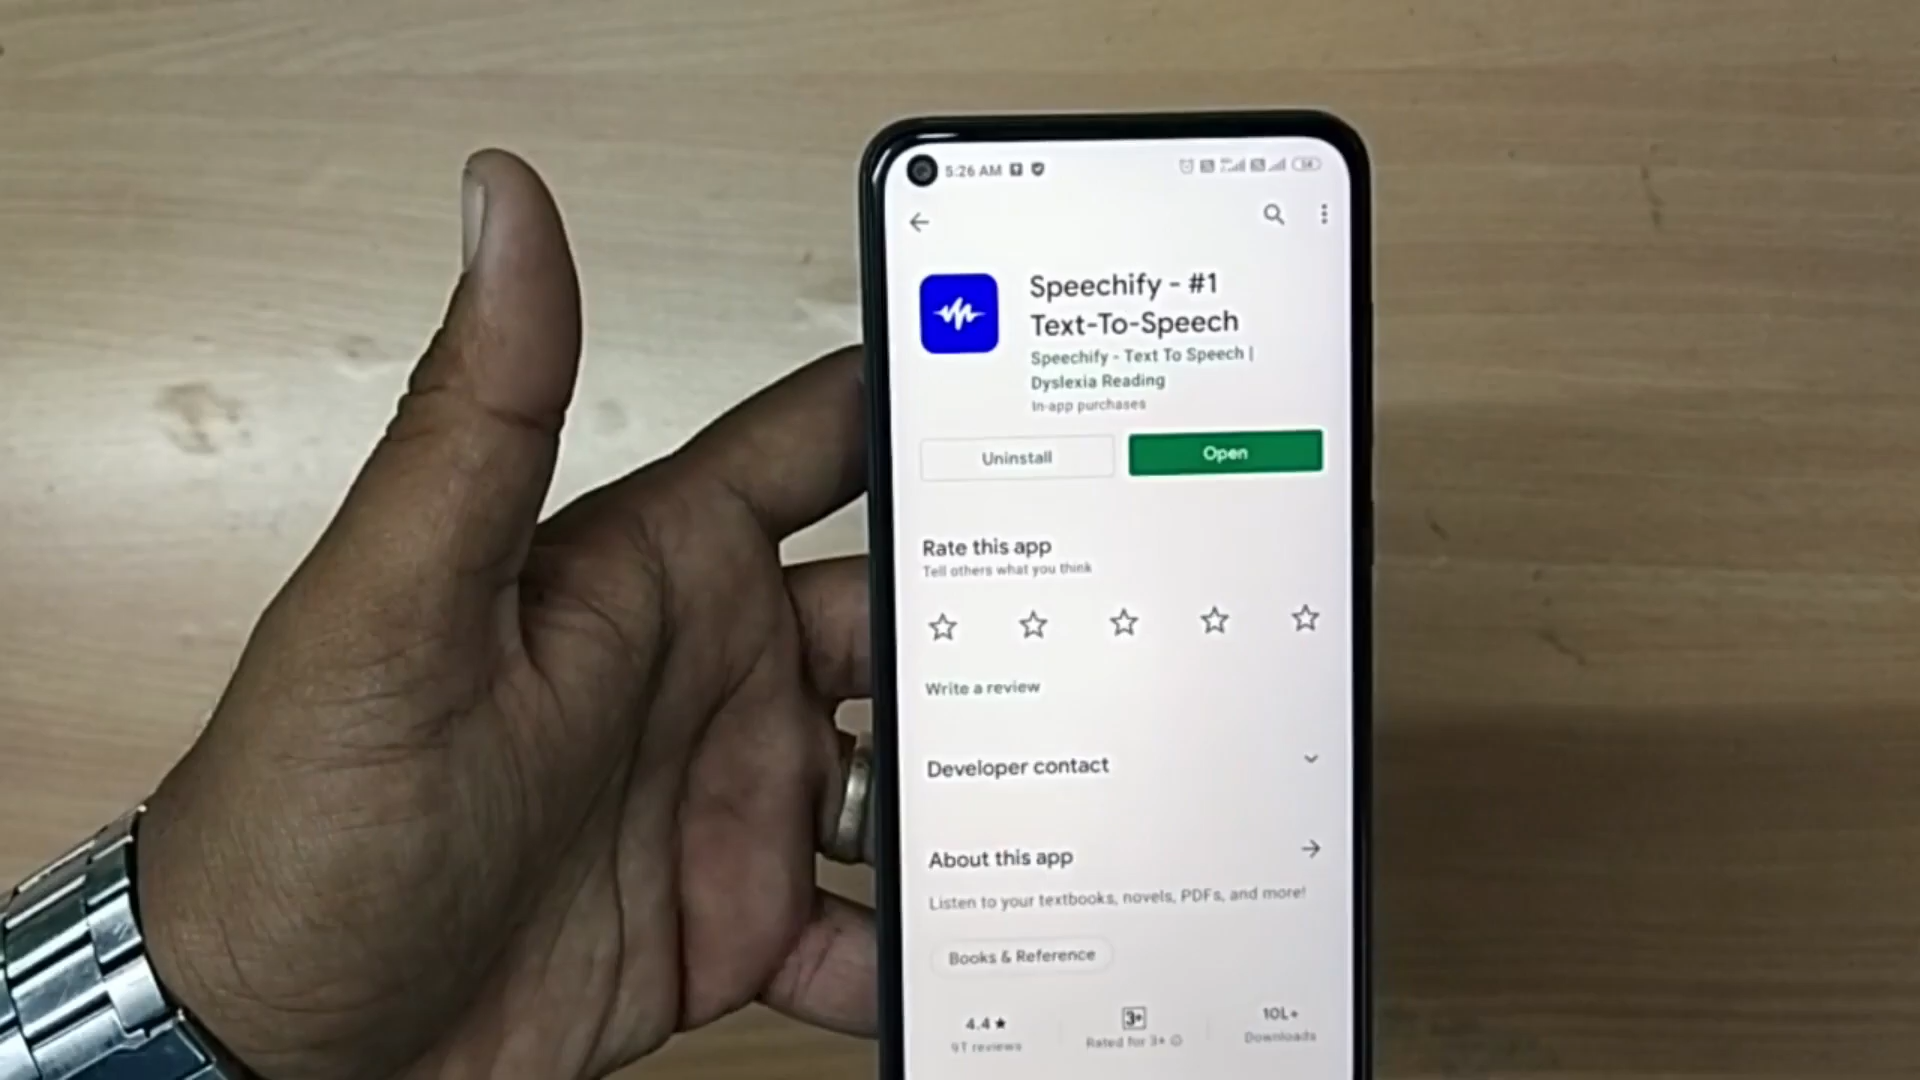 5:26 AM
Speechify - #1
Text-To-Speech
Speechify - Text To Speech |
Dyslexia Reading
In-app purchases
Uninstall
Open
Rate this app
Tell others what you think
Write a review
Developer contact
About this app
Listen to your textbooks, novels, PDFs, and more!
Books & Reference
4.4★
3+
10L+
9T reviews
Rated for 3+
Downloads